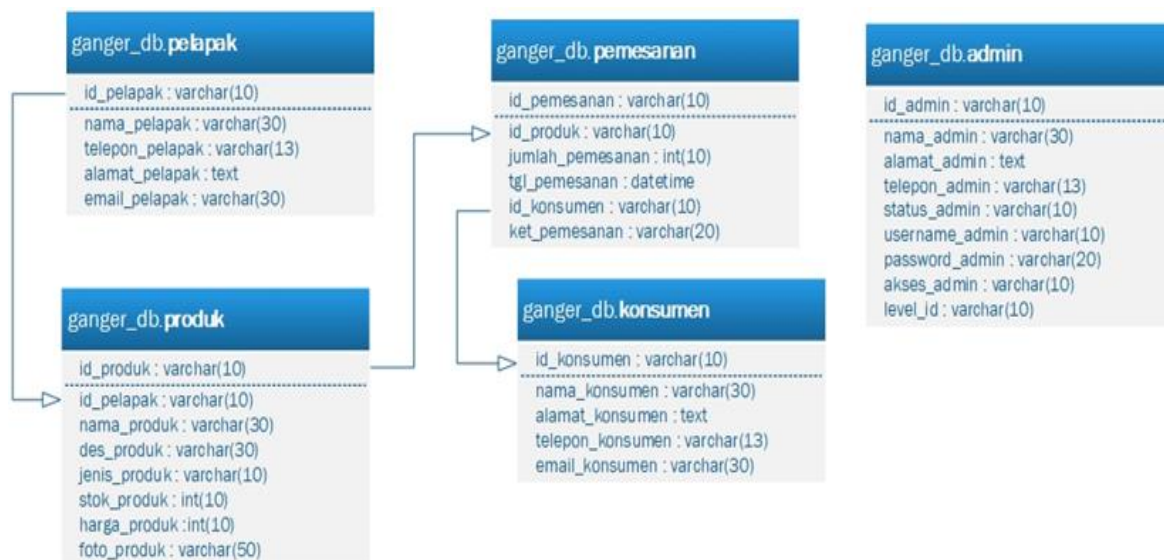 ganger_db.pelapak
id_pelapak : varchar(10)
nama_pelapak : varchar(30)
telepon_pelapak : varchar(13)
alamat_pelapak : text
email_pelapak : varchar(30)
ganger_db.produk
id_produk : varchar(10)
id_pelapak : varchar(10)
nama_produk : varchar(30)
des_produk : varchar(30)
jenis_produk : varchar(10)
stok_produk : int(10)
harga_produk :int(10)
foto_produk : varchar(50)
ganger_db.pemesanan
id_pemesanan : varchar(10)
id_produk : varchar(10)
jumlah_pemesanan : int(10)
tgl_pemesanan : datetime
id_konsumen : varchar(10)
ket_pemesanan : varchar(20)
ganger_db.konsumen
id_konsumen : varchar(10)
nama_konsumen : varchar(30)
alamat_konsumen : text
telepon_konsumen : varchar(13)
email_konsumen : varchar(30)
ganger_db.admin
id_admin : varchar(10)
nama_admin : varchar(30)
alamat_admin : text
telepon_admin : varchar(13)
status_admin : varchar(10)
username_admin : varchar(10)
password_admin : varchar(20)
akses_admin : varchar(10)
level_id : varchar(10)